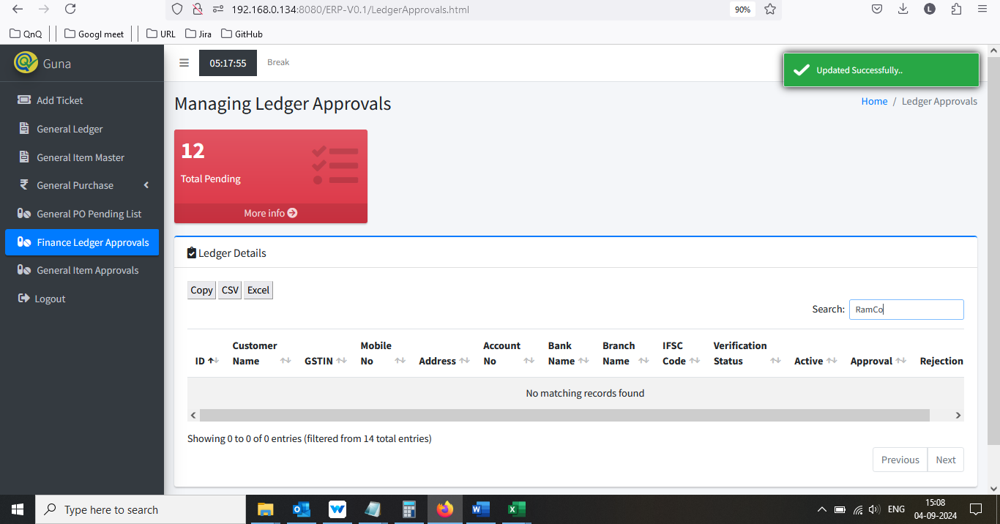 192.168.0.134:8080/ERP-V0.1/LedgerApprovals.html 90% L
QnQ Googl meet URL Jira GitHub
Guna
05:17:55 Break
Updated Successfully..
Add Ticket
General Ledger
General Item Master
General Purchase
General PO Pending List
Finance Ledger Approvals
General Item Approvals
Logout
Managing Ledger Approvals
Home / Ledger Approvals
12
Total Pending
More info
Ledger Details
Copy CSV Excel
Search: RamCo
ID Customer Name GSTIN Mobile No Address Account No Bank Name Branch Name IFSC Code Verification Status Active Approval Rejection
No matching records found
Showing 0 to 0 of 0 entries (filtered from 14 total entries)
Previous Next
Type here to search
ENG
15:08
04-09-2024